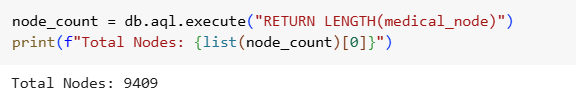 node_count = db.aql.execute("RETURN LENGTH(medical_node)")
print(f"Total Nodes: {list(node_count)[0]}")
Total Nodes: 9409